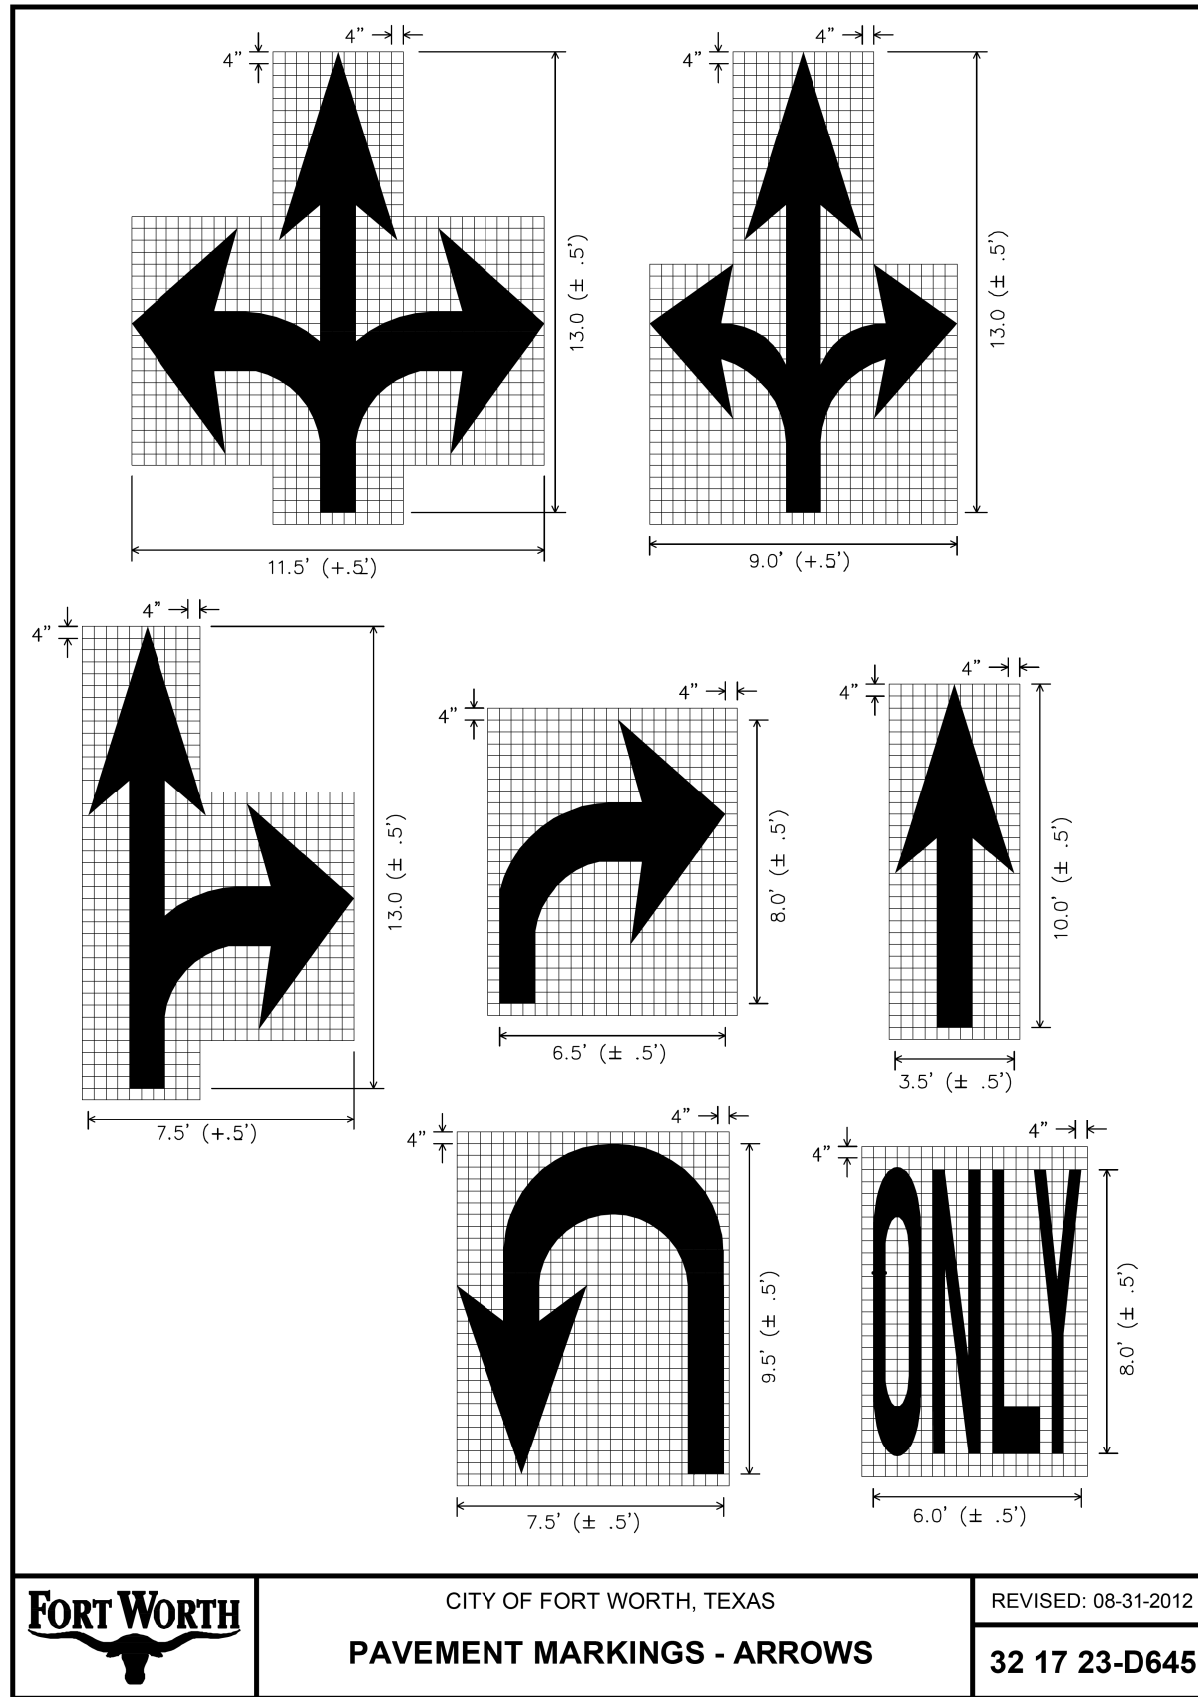 4” 4”
4” 4”
13.0 (± .5’)
13.0 (± .5’)
11.5’ (+.5’)
9.0’ (+.5’)
4”
4”
4”
4”
4”
4”
13.0 (± .5’)
8.0’ (± .5’)
10.0’ (± .5’)
6.5’ (± .5’)
3.5’ (± .5’)
7.5’ (+.5’)
4” 4”
4” 4”
ONLY
9.5’ (± .5’)
8.0’ (± .5’)
7.5’ (± .5’)
6.0’ (± .5’)
FORT WORTH
CITY OF FORT WORTH, TEXAS
PAVEMENT MARKINGS - ARROWS
REVISED: 08-31-2012
32 17 23-D645